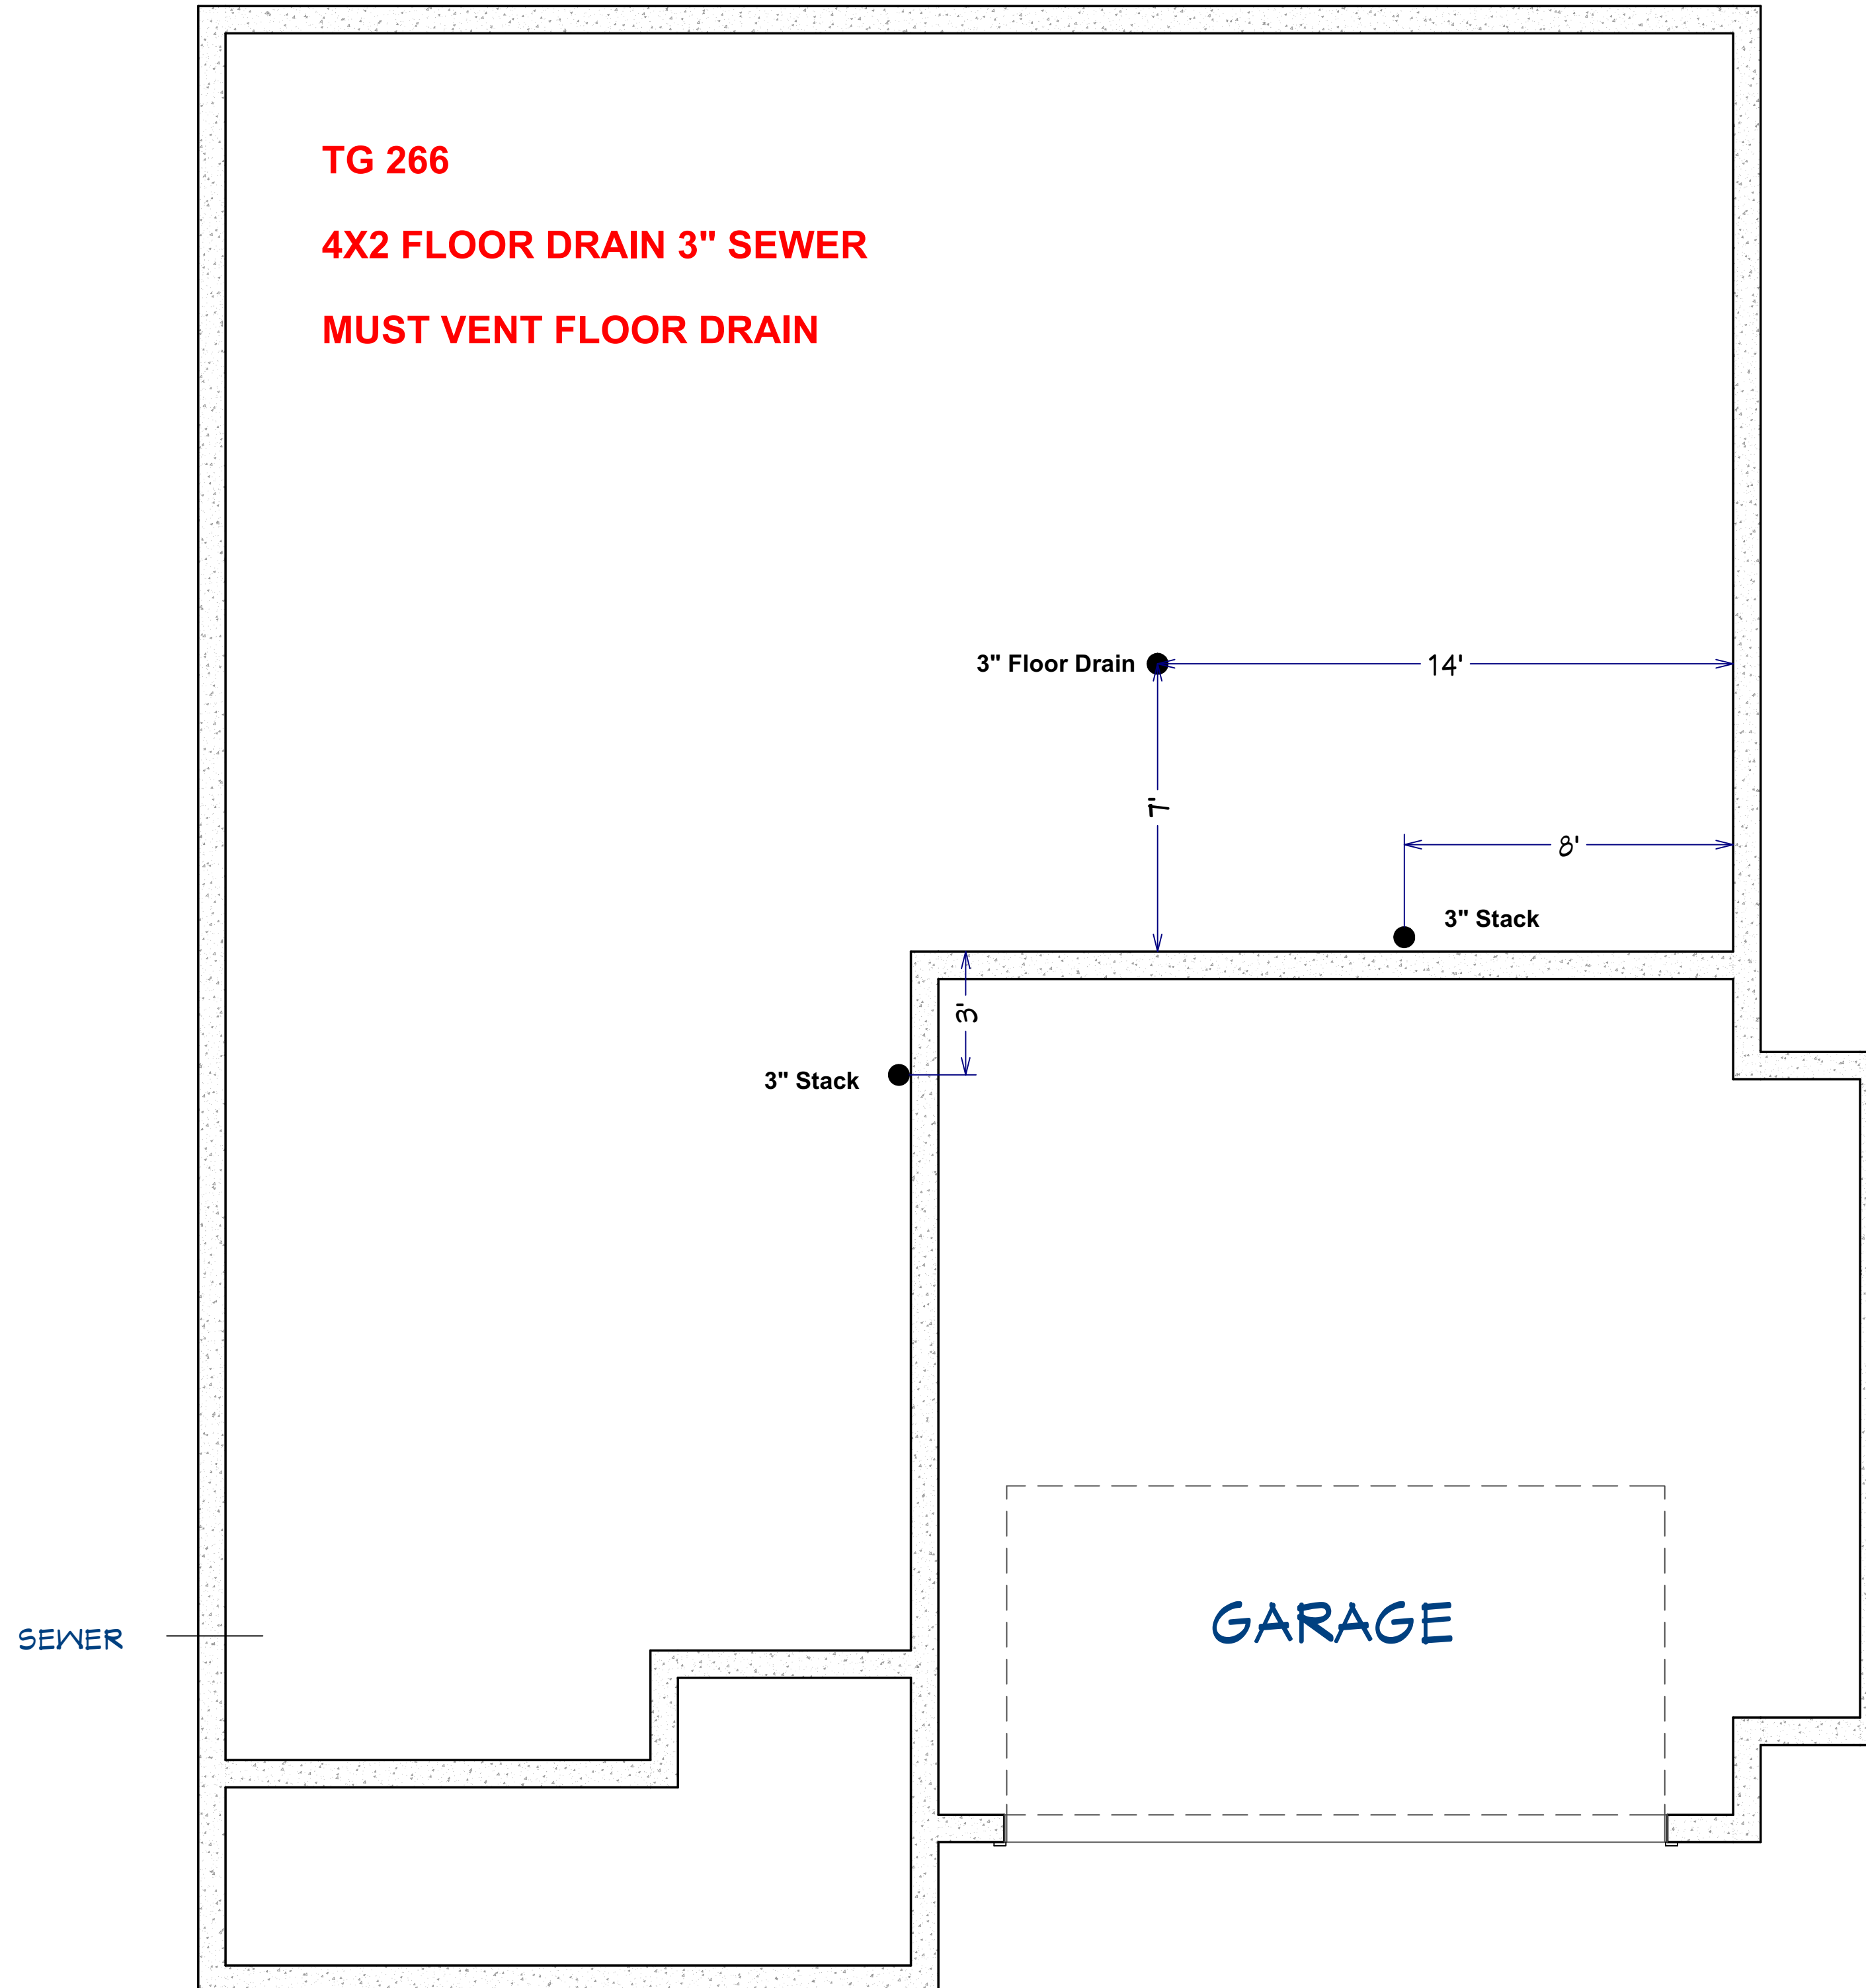 TG 266
4X2 FLOOR DRAIN 3" SEWER
MUST VENT FLOOR DRAIN
3" Floor Drain
14'
7'
8'
3" Stack
3'
3" Stack
GARAGE
SEWER